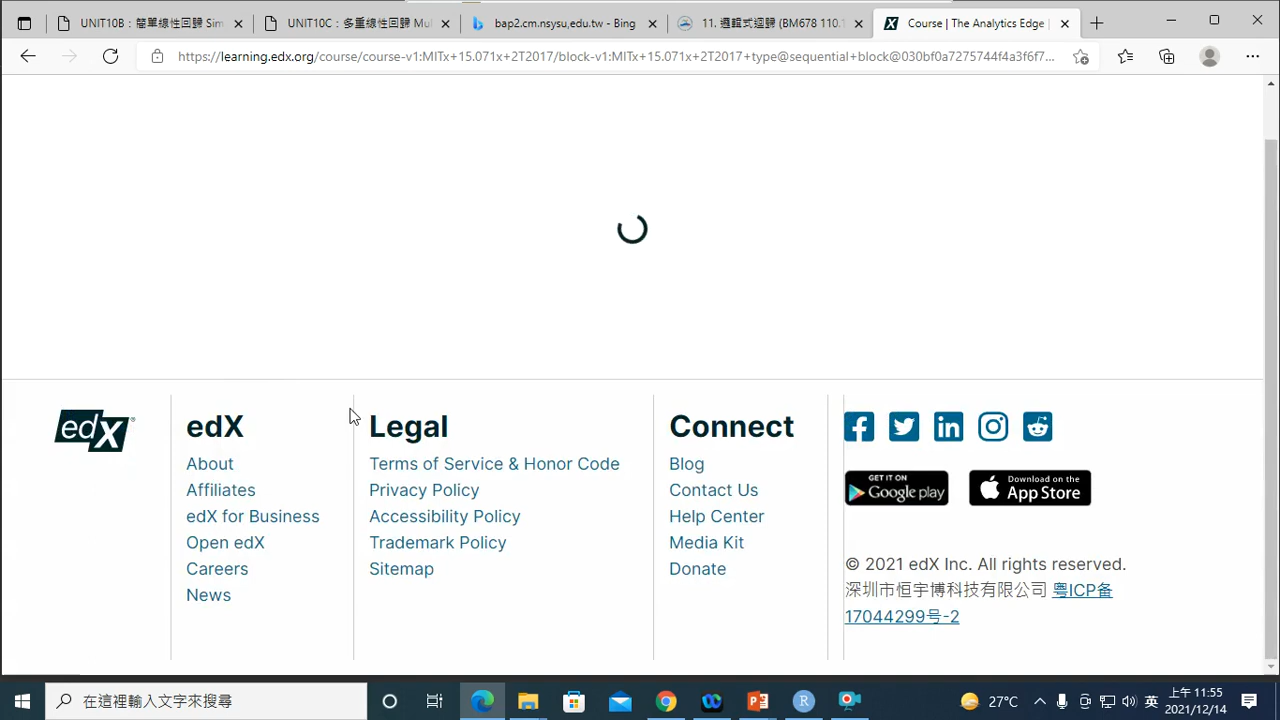 UNIT10B：簡單線性回歸 Sim
UNIT10C：多重線性回歸 Mul
bap2.cm.nsysu,edu.tw - Bing
11. 邏輯式迴歸 (BM678 110.1
Course | The Analytics Edge |
https://learning.edx.org/course/course-v1:MITx+15.071x+2T2017/block-v1:MITx+15.071x+2T2017+type@sequential+block@030bf0a7275744f4a3f6f7...
edX
edX
About
Affiliates
edX for Business
Open edX
Careers
News
Legal
Terms of Service & Honor Code
Privacy Policy
Accessibility Policy
Trademark Policy
Sitemap
Connect
Blog
Contact Us
Help Center
Media Kit
Donate
GET IT ON
Google play
Download on the
App Store
© 2021 edX Inc. All rights reserved.
深圳市恒宇博科技有限公司 粤ICP备
17044299号-2
在這裡輸入文字來搜尋
27°C
英
上午 11:55
2021/12/14